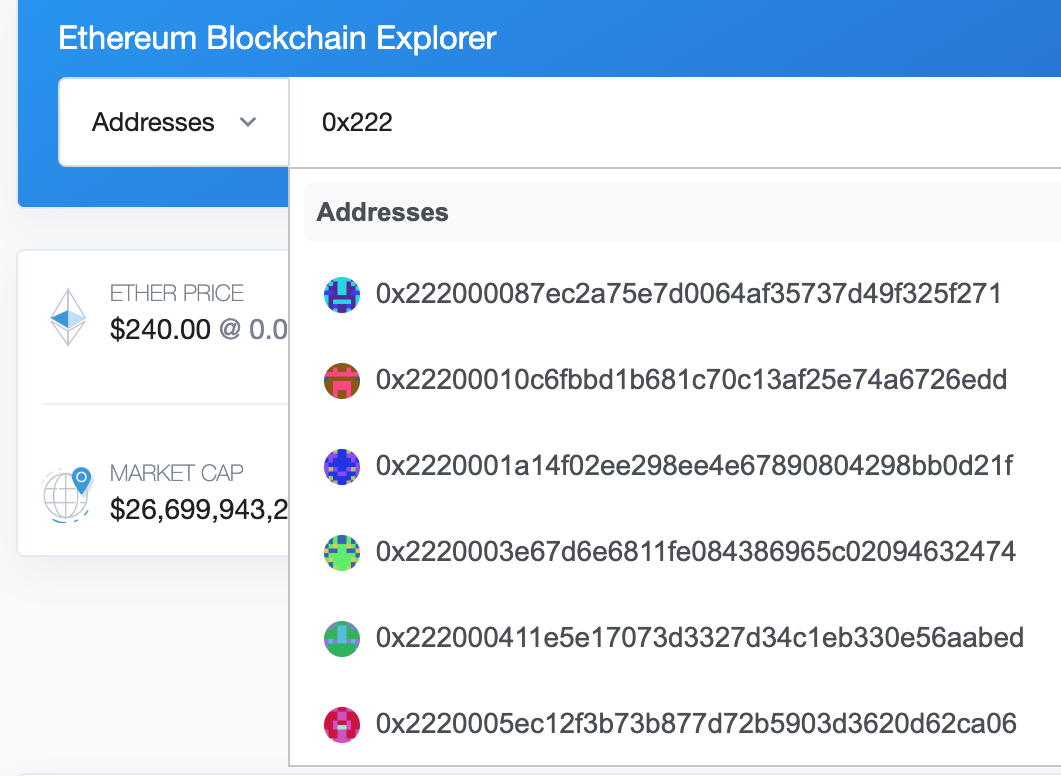 Ethereum Blockchain Explorer
Addresses
0x222
Addresses
0x222000087ec2a75e7d0064af35737d49f325f271
0x22200010c6fbbd1b681c70c13af25e74a6726edd
0x2220001a14f02ee298ee4e67890804298bb0d21f
0x2220003e67d6e6811fe084386965c02094632474
0x222000411e5e17073d3327d34c1eb330e56aabed
0x2220005ec12f3b73b877d72b5903d3620d62ca06
ETHER PRICE
$240.00 @ 0.0
MARKET CAP
$26,699,943,2